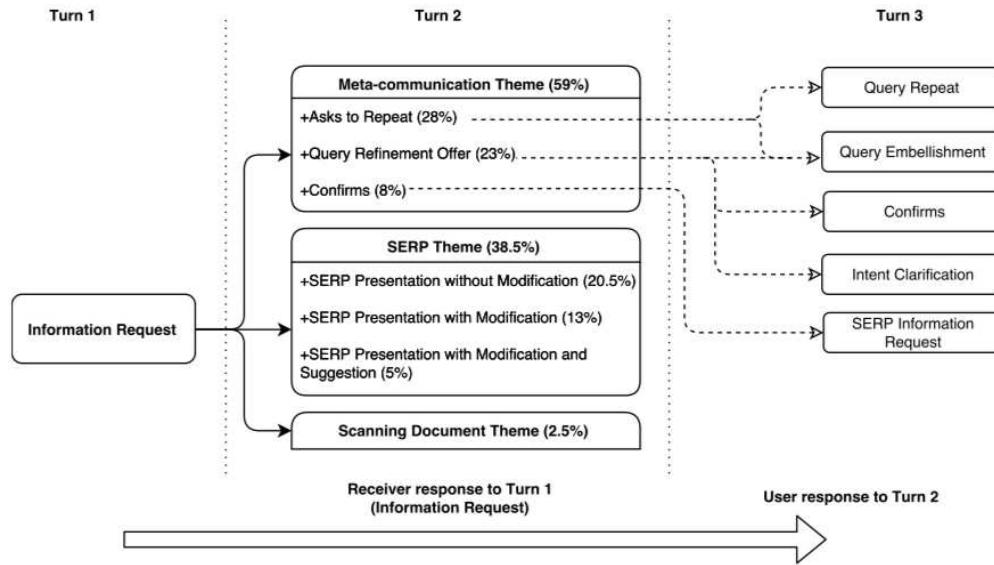 Turn 1
Turn 2
Turn 3
Meta-communication Theme (59%)
+Asks to Repeat (28%)
+Query Refinement Offer (23%)
+Confirms (8%)
SERP Theme (38.5%)
+SERP Presentation without Modification (20.5%)
+SERP Presentation with Modification (13%)
+SERP Presentation with Modification and
Suggestion (5%)
Scanning Document Theme (2.5%)
Information Request
Query Repeat
Query Embellishment
Confirms
Intent Clarification
SERP Information
Request
Receiver response to Turn 1
(Information Request)
User response to Turn 2